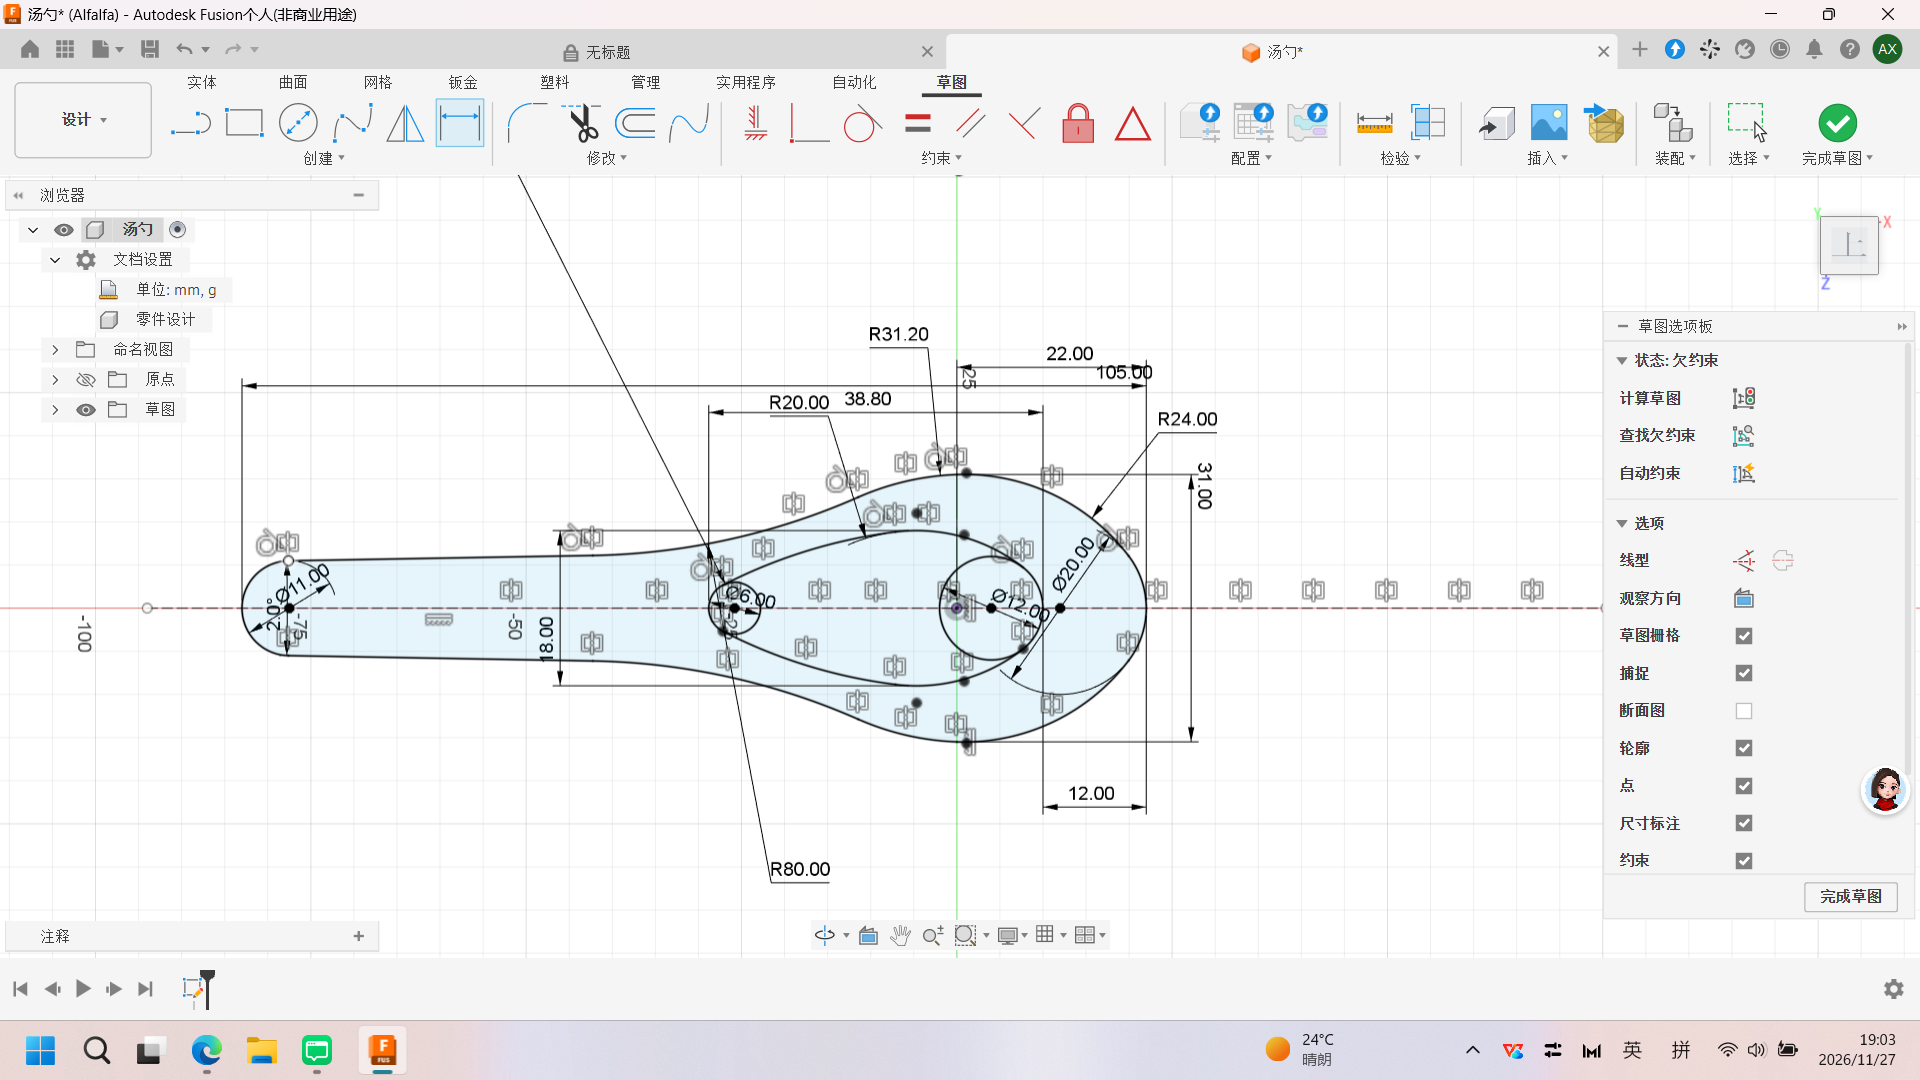 汤勺* (Alfalfa) - Autodesk Fusion个人(非商业用途)
无标题
汤勺*
AX
设计
实体
曲面
网格
钣金
塑料
管理
实用程序
自动化
草图
创建
修改
约束
配置
检验
插入
装配
选择
完成草图
浏览器
汤勺
文档设置
单位: mm, g
零件设计
命名视图
原点
草图
Y
X
Z
R31.20
22.00
25
105.00
R20.00
38.80
R24.00
31.00
Ø20.00
Ø11.00
Ø6.00
Ø12.00
2.0°
-100
-75
-50
-25
18.00
12.00
R80.00
草图选项板
状态: 欠约束
计算草图
查找欠约束
自动约束
选项
线型
观察方向
草图栅格
捕捉
断面图
轮廓
点
尺寸标注
约束
完成草图
注释
F
FUS
24°C
晴朗
英
拼
19:03
2026/11/27